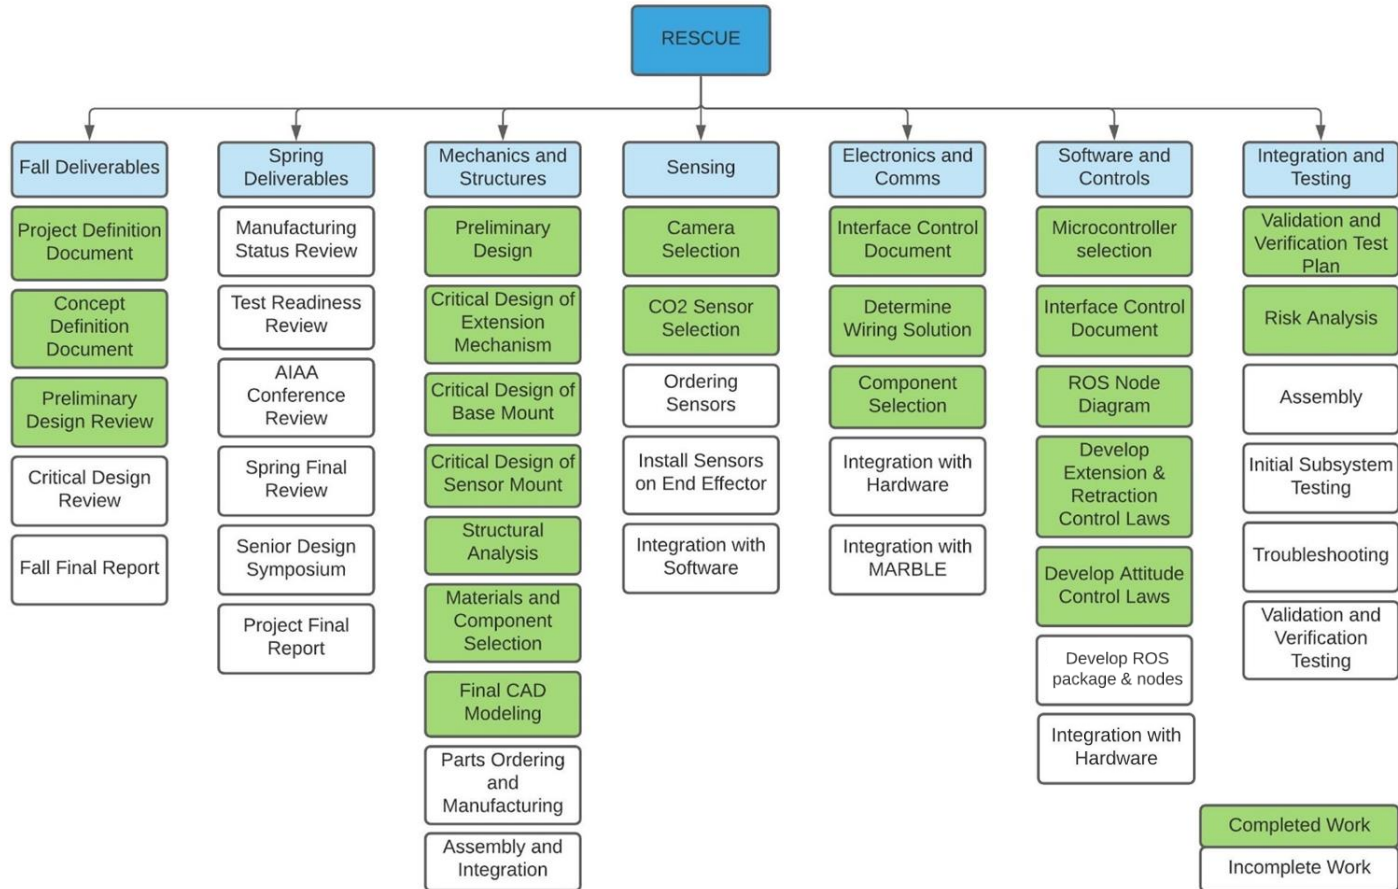 RESCUE
Fall Deliverables
Project Definition
Document
Concept
Definition
Document
Preliminary
Design Review
Critical Design
Review
Fall Final Report
Spring
Deliverables
Manufacturing
Status Review
Test Readiness
Review
AIAA
Conference
Review
Spring Final
Review
Senior Design
Symposium
Project Final
Report
Mechanics and
Structures
Preliminary
Design
Critical Design of
Extension
Mechanism
Critical Design of
Base Mount
Critical Design of
Sensor Mount
Structural
Analysis
Materials and
Component
Selection
Final CAD
Modeling
Parts Ordering
and
Manufacturing
Assembly and
Integration
Sensing
Camera
Selection
CO2 Sensor
Selection
Ordering
Sensors
Install Sensors
on End Effector
Integration with
Software
Electronics and
Comms
Interface Control
Document
Determine
Wiring Solution
Component
Selection
Integration with
Hardware
Integration with
MARBLE
Software and
Controls
Microcontroller
selection
Interface Control
Document
ROS Node
Diagram
Develop
Extension &
Retraction
Control Laws
Develop Attitude
Control Laws
Develop ROS
package & nodes
Integration with
Hardware
Integration and
Testing
Validation and
Verification Test
Plan
Risk Analysis
Assembly
Initial Subsystem
Testing
Troubleshooting
Validation and
Verification
Testing
Completed Work
Incomplete Work